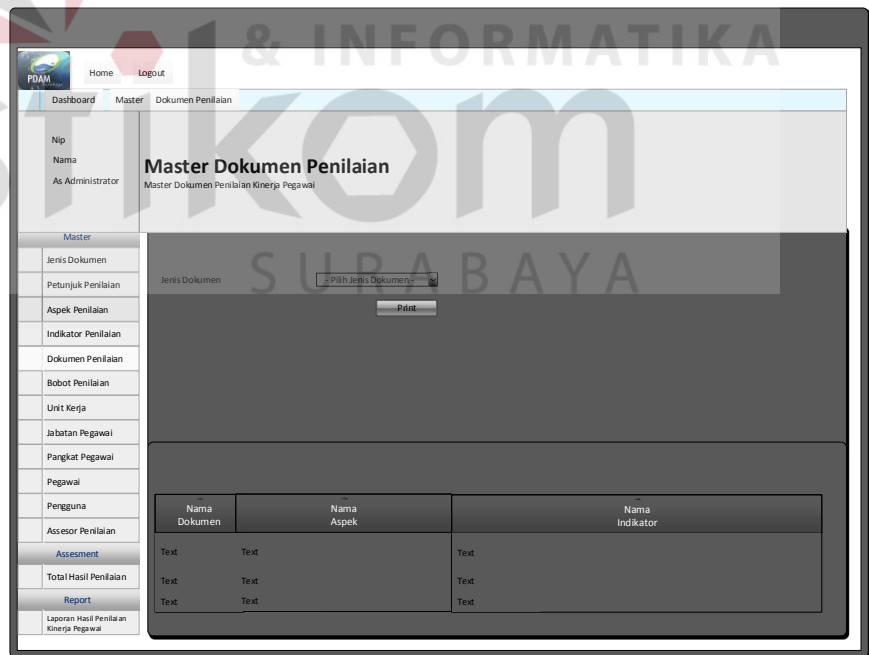 & INFORMATIKA
PDAM
Home Logout
Dashboard Master Dokumen Penilaian
Nip
Nama
As Administrator
Master Dokumen Penilaian
Master Dokumen Penilaian Kinerja Pegawai
stikom
SURABAYA
Master
Jenis Dokumen
Petunjuk Penilaian
Aspek Penilaian
Indikator Penilaian
Dokumen Penilaian
Bobot Penilaian
Unit Kerja
Jabatan Pegawai
Pangkat Pegawai
Pegawai
Pengguna
Assesor Penilaian
Assesment
Total Hasil Penilaian
Report
Laporan Hasil Penilaian
Kinerja Pegawai
Jenis Dokumen - Pilih Jenis Dokumen -
Print
Nama Nama Nama
Dokumen Aspek Indikator
Text Text Text
Text Text Text
Text Text Text